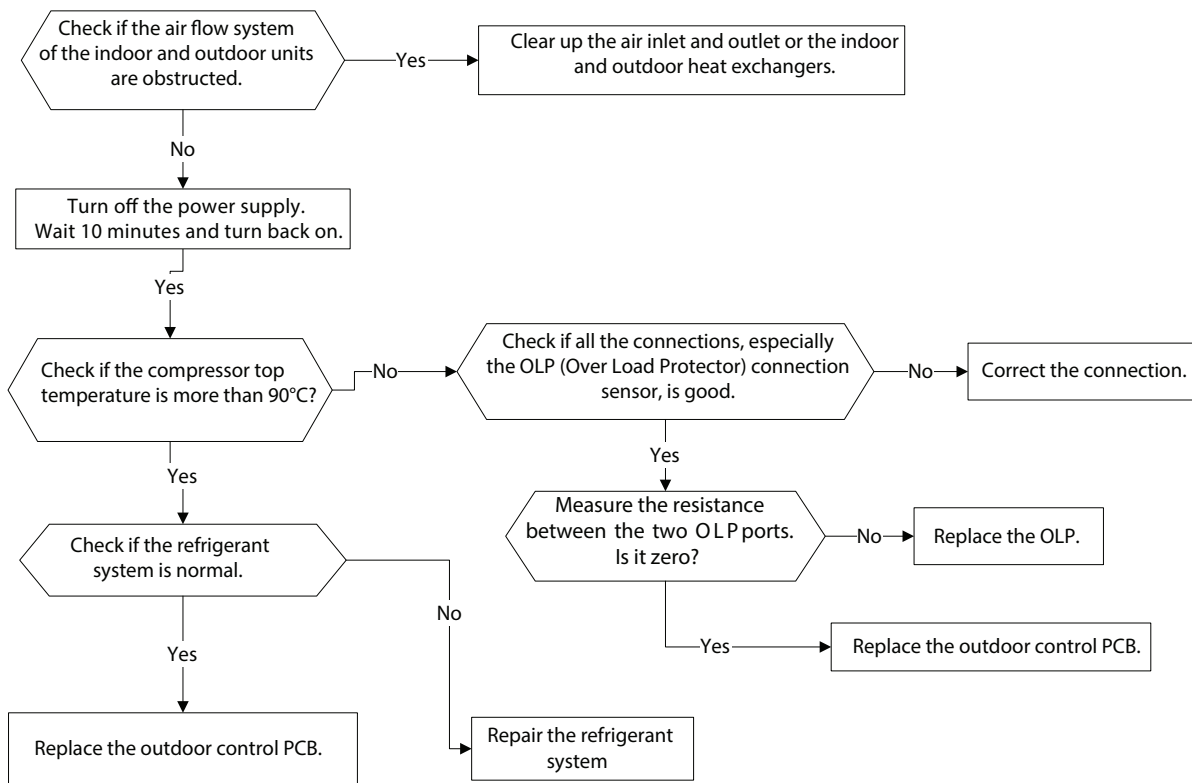 Check if the air flow system
of the indoor and outdoor units
are obstructed.
Yes
Clear up the air inlet and outlet or the indoor
and outdoor heat exchangers.
No
Turn off the power supply.
Wait 10 minutes and turn back on.
Yes
Check if the compressor top
temperature is more than 90°C?
No
Check if all the connections, especially
the OLP (Over Load Protector) connection
sensor, is good.
No
Correct the connection.
Yes
Yes
Measure the resistance
between the two OLP ports.
Is it zero?
No
Replace the OLP.
Check if the refrigerant
system is normal.
No
Yes
Replace the outdoor control PCB.
Yes
Replace the outdoor control PCB.
Repair the refrigerant
system